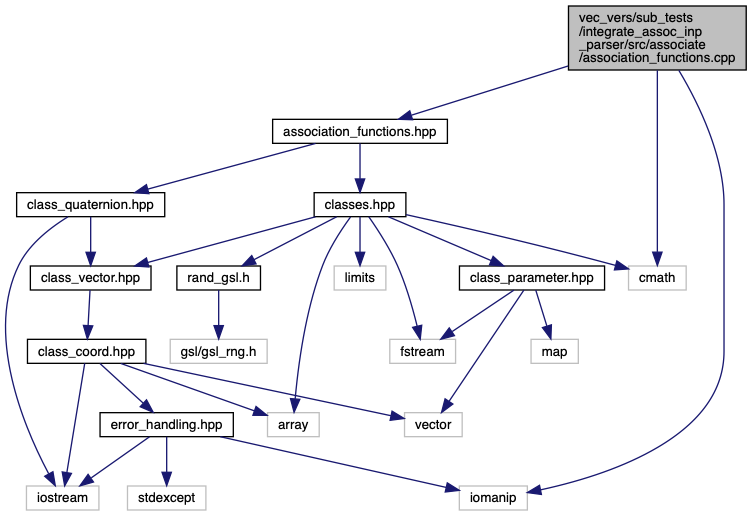 vec_vers/sub_tests
/integrate_assoc_inp
_parser/src/associate
/association_functions.cpp
association_functions.hpp
class_quaternion.hpp
classes.hpp
class_vector.hpp
rand_gsl.h
limits
class_parameter.hpp
cmath
class_coord.hpp
gsl/gsl_rng.h
fstream
map
error_handling.hpp
array
vector
iostream
stdexcept
iomanip